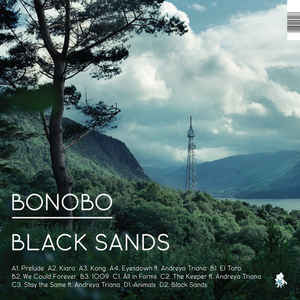 BONOBO
BLACK SANDS
A1. Prelude A2. Kiara A3. Kong A4. Eyesdown ft. Andreya Triana B1. El Toro
B2. We Could Forever B3. 1009 C1. All in Forms C2. The Keeper ft. Andreya Triana
C3. Stay the Same ft. Andreya Triana D1. Animals D2. Black Sands